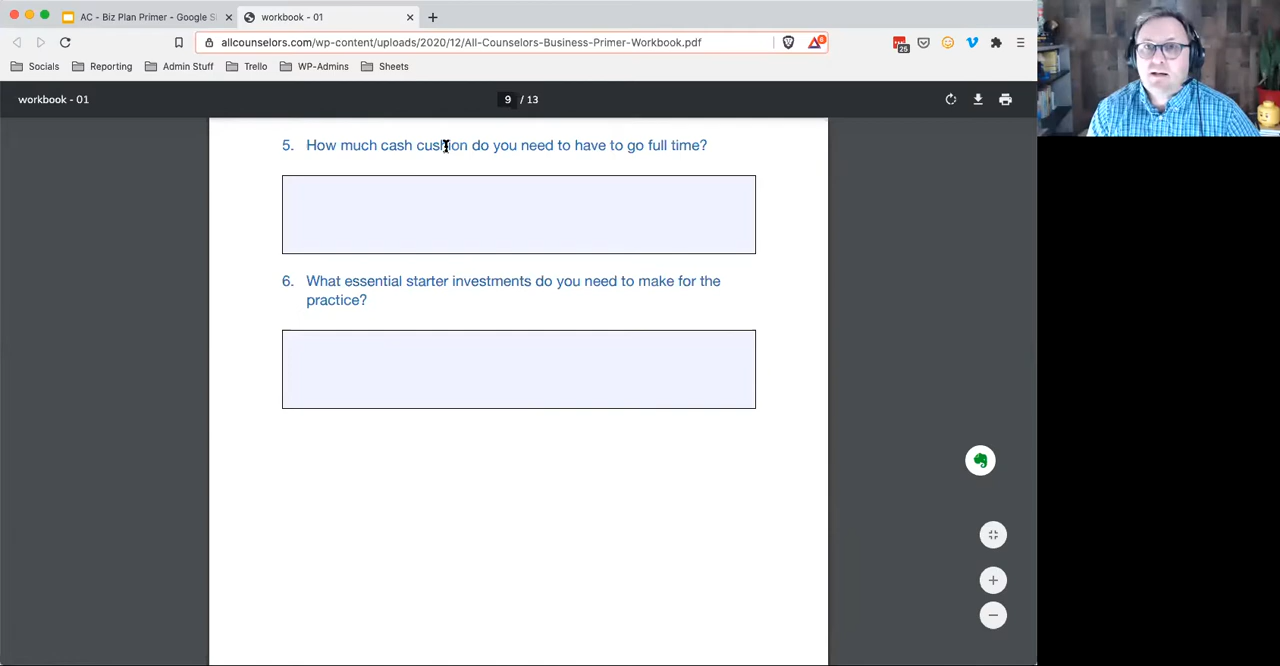 AC - Biz Plan Primer - Google Sl
workbook - 01
allcounselors.com/wp-content/uploads/2020/12/All-Counselors-Business-Primer-Workbook.pdf
6
25
Socials
Reporting
Admin Stuff
Trello
WP-Admins
Sheets
workbook - 01
9 / 13
5. How much cash cushion do you need to have to go full time?
6. What essential starter investments do you need to make for the
practice?